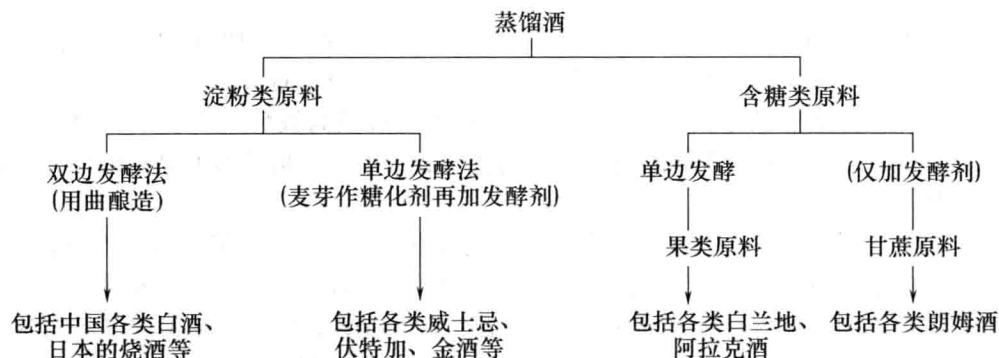 蒸馏酒
淀粉类原料 含糖类原料
双边发酵法 单边发酵法 单边发酵 (仅加发酵剂)
(用曲酿造) (麦芽作糖化剂再加发酵剂)
果类原料 甘蔗原料
包括中国各类白酒、 包括各类威士忌、 包括各类白兰地、 包括各类朗姆酒
日本的烧酒等 伏特加、金酒等 阿拉克酒